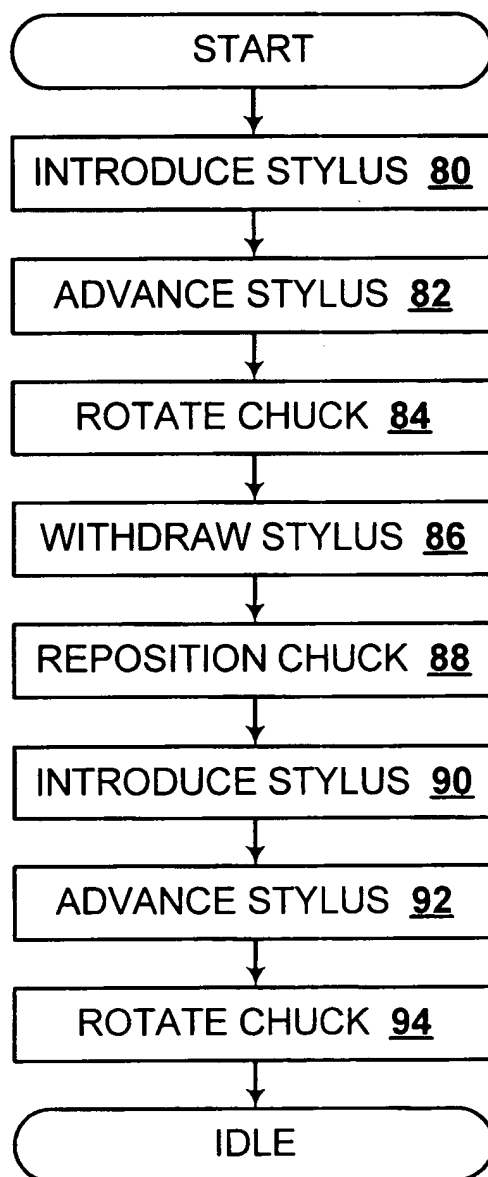 START
INTRODUCE STYLUS 80
ADVANCE STYLUS 82
ROTATE CHUCK 84
WITHDRAW STYLUS 86
REPOSITION CHUCK 88
INTRODUCE STYLUS 90
ADVANCE STYLUS 92
ROTATE CHUCK 94
IDLE